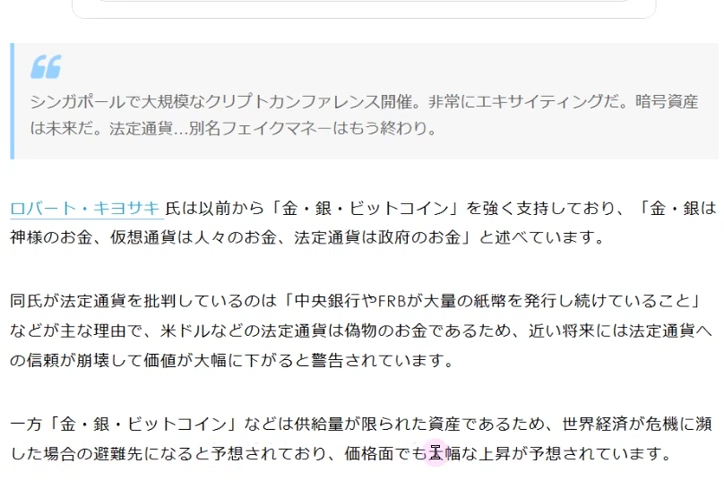 シンガポールで大規模なクリプトカンファレンス開催。非常にエキサイティングだ。暗号資産
は未来だ。法定通貨…別名フェイクマネーはもう終わり。
ロバート・キヨサキ 氏は以前から「金・銀・ビットコイン」を強く支持しており、「金・銀は
神様のお金、仮想通貨は人々のお金、法定通貨は政府のお金」と述べています。
同氏が法定通貨を批判しているのは「中央銀行やFRBが大量の紙幣を発行し続けていること」
などが主な理由で、米ドルなどの法定通貨は偽物のお金であるため、近い将来には法定通貨へ
の信頼が崩壊して価値が大幅に下がると警告されています。
一方「金・銀・ビットコイン」などは供給量が限られた資産であるため、世界経済が危機に瀕
した場合の避難先になると予想されており、価格面でも大幅な上昇が予想されています。